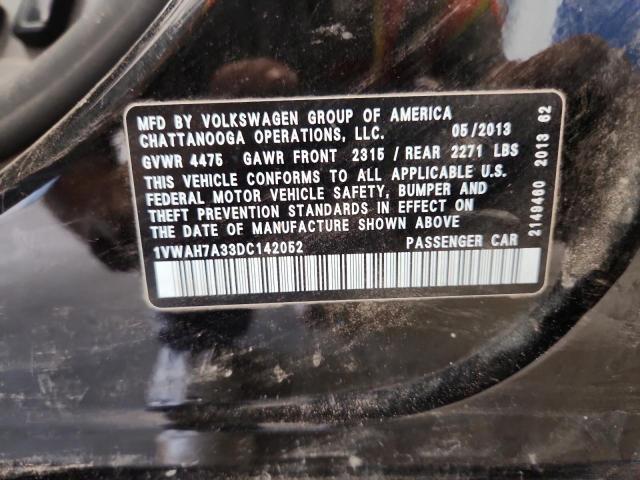 MFD BY VOLKSWAGEN GROUP OF AMERICA
CHATTANOOGA OPERATIONS, LLC. 05/2013
GVWR 4475 GAWR FRONT 2315 / REAR 2271 LBS
THIS VEHICLE CONFORMS TO ALL APPLICABLE U.S.
FEDERAL MOTOR VEHICLE SAFETY, BUMPER AND
THEFT PREVENTION STANDARDS IN EFFECT ON
THE DATE OF MANUFACTURE SHOWN ABOVE
1VWAH7A33DC142052 PASSENGER CAR
2149460 2013 62